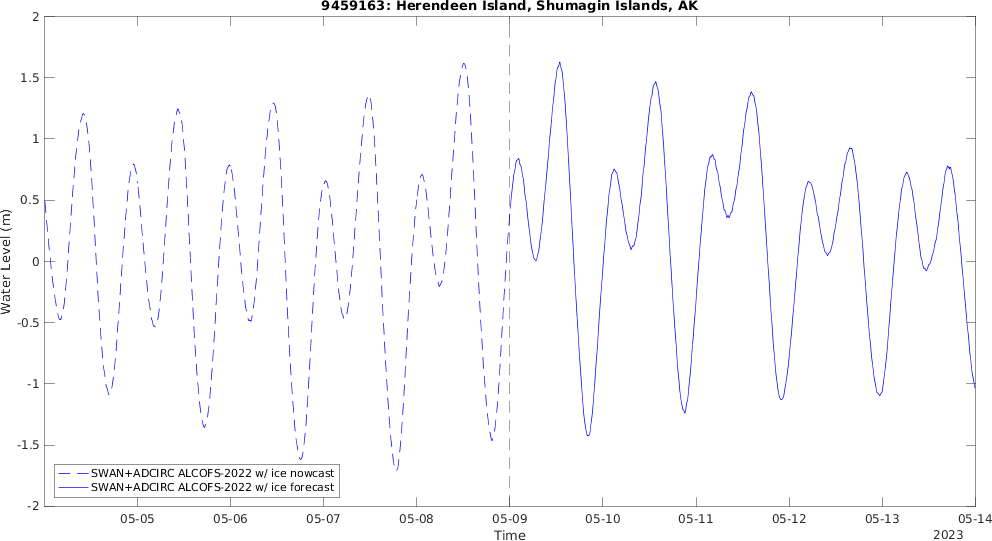 9459163: Herendeen Island, Shumagin Islands, AK
Water Level (m)
2
1.5
1
0.5
0
-0.5
-1
-1.5
-2
SWAN+ADCIRC ALCOFS-2022 w/ ice nowcast
SWAN+ADCIRC ALCOFS-2022 w/ ice forecast
05-05 05-06 05-07 05-08 05-09 05-10 05-11 05-12 05-13 05-14
Time
2023